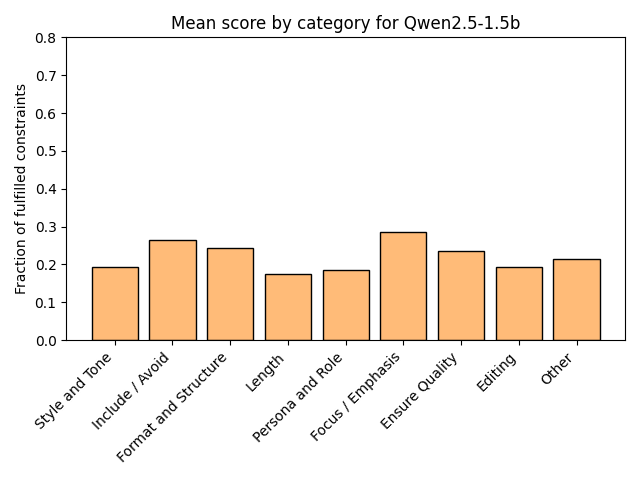 Mean score by category for Qwen2.5-1.5b
Fraction of fulfilled constraints
0.8
0.7
0.6
0.5
0.4
0.3
0.2
0.1
0.0
Style and Tone
Include / Avoid
Format and Structure
Length
Persona and Role
Focus / Emphasis
Ensure Quality
Editing
Other